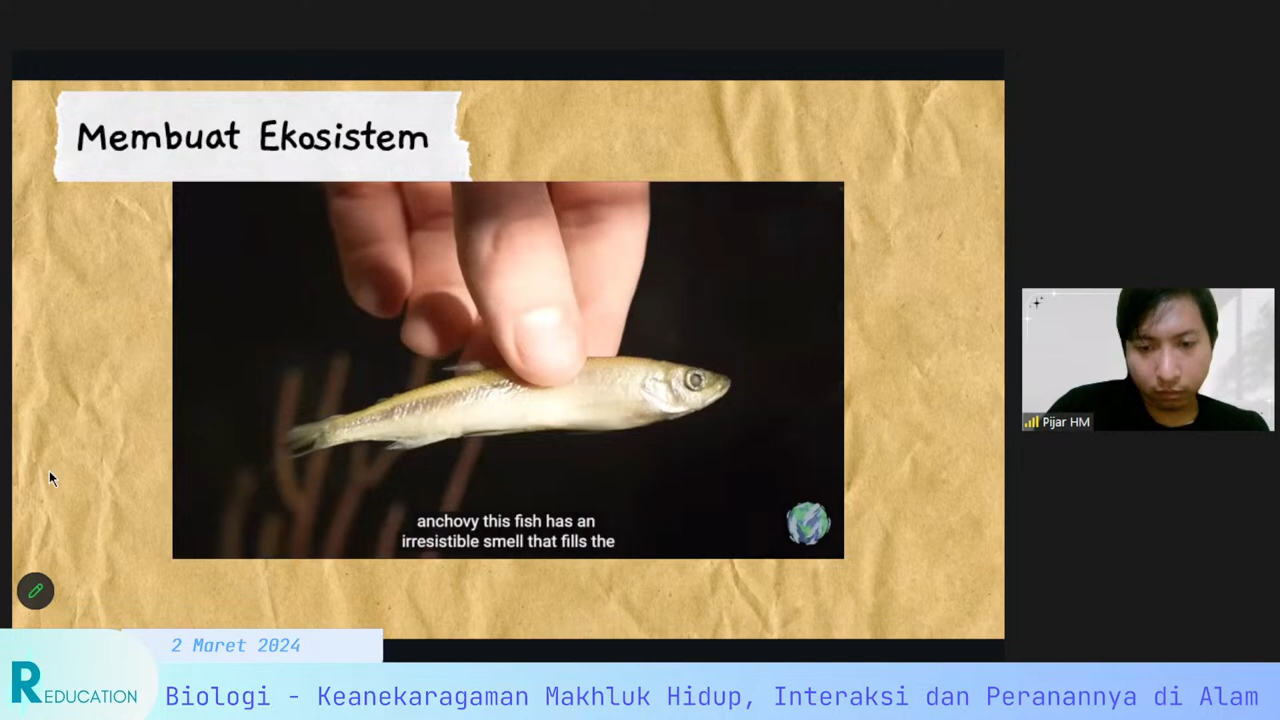 Membuat Ekosistem
anchovy this fish has an
irresistible smell that fills the
Pijar HM
2 Maret 2024
REDUCATION
Biologi - Keanekaragaman Makhluk Hidup, Interaksi dan Peranannya di Alam